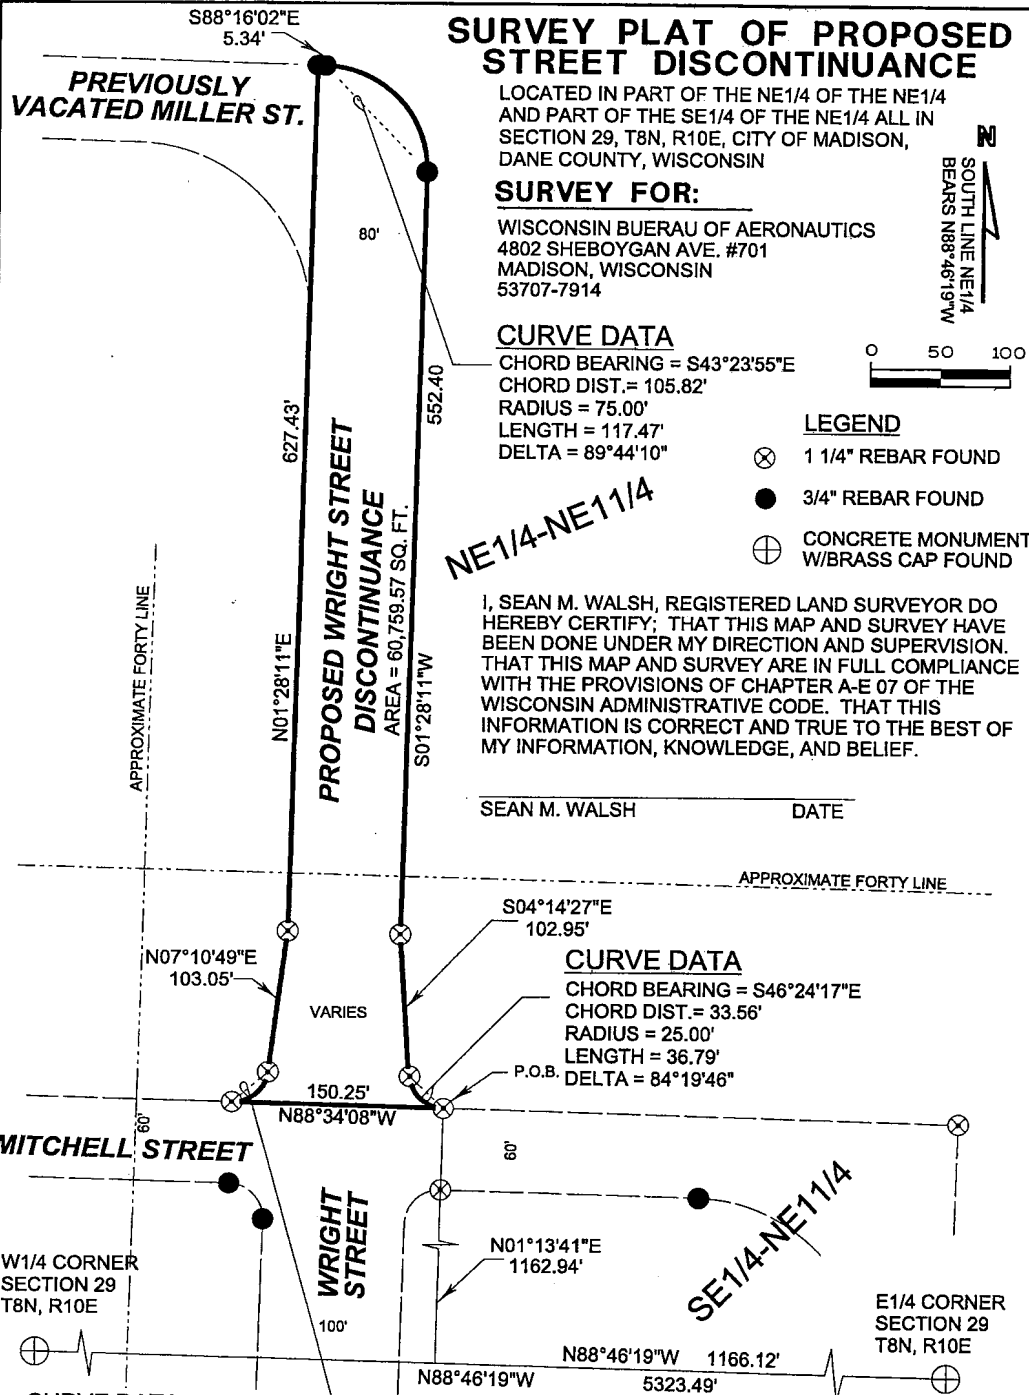 S88°16'02"E
5.34'
SURVEY PLAT OF PROPOSED
STREET DISCONTINUANCE
PREVIOUSLY
VACATED MILLER ST.
LOCATED IN PART OF THE NE1/4 OF THE NE1/4
AND PART OF THE SE1/4 OF THE NE1/4 ALL IN
SECTION 29, T8N, R10E, CITY OF MADISON,
DANE COUNTY, WISCONSIN
N
SOUTH LINE NE1/4
BEARS N88°46'19"W
SURVEY FOR:
WISCONSIN BUERAU OF AERONAUTICS
4802 SHEBOYGAN AVE. #701
MADISON, WISCONSIN
53707-7914
80'
CURVE DATA
CHORD BEARING = S43°23'55"E
CHORD DIST.= 105.82'
RADIUS = 75.00'
LENGTH = 117.47'
DELTA = 89°44'10"
0 50 100
LEGEND
1 1/4" REBAR FOUND
3/4" REBAR FOUND
CONCRETE MONUMENT
W/BRASS CAP FOUND
627.43'
552.40
NE1/4-NE11/4
PROPOSED WRIGHT STREET
DISCONTINUANCE
AREA = 60,759.57 SQ. FT.
N01°28'11"E
S01°28'11"W
APPROXIMATE FORTY LINE
I, SEAN M. WALSH, REGISTERED LAND SURVEYOR DO
HEREBY CERTIFY; THAT THIS MAP AND SURVEY HAVE
BEEN DONE UNDER MY DIRECTION AND SUPERVISION.
THAT THIS MAP AND SURVEY ARE IN FULL COMPLIANCE
WITH THE PROVISIONS OF CHAPTER A-E 07 OF THE
WISCONSIN ADMINISTRATIVE CODE. THAT THIS
INFORMATION IS CORRECT AND TRUE TO THE BEST OF
MY INFORMATION, KNOWLEDGE, AND BELIEF.
SEAN M. WALSH DATE
APPROXIMATE FORTY LINE
S04°14'27"E
102.95'
N07°10'49"E
103.05'
VARIES
CURVE DATA
CHORD BEARING = S46°24'17"E
CHORD DIST.= 33.56'
RADIUS = 25.00'
LENGTH = 36.79'
DELTA = 84°19'46"
P.O.B.
150.25'
N88°34'08"W
60'
MITCHELL STREET
60'
WRIGHT
STREET
SE1/4-NE11/4
N01°13'41"E
1162.94'
W1/4 CORNER
SECTION 29
T8N, R10E
E1/4 CORNER
SECTION 29
T8N, R10E
100'
N88°46'19"W 1166.12'
N88°46'19"W 5323.49'